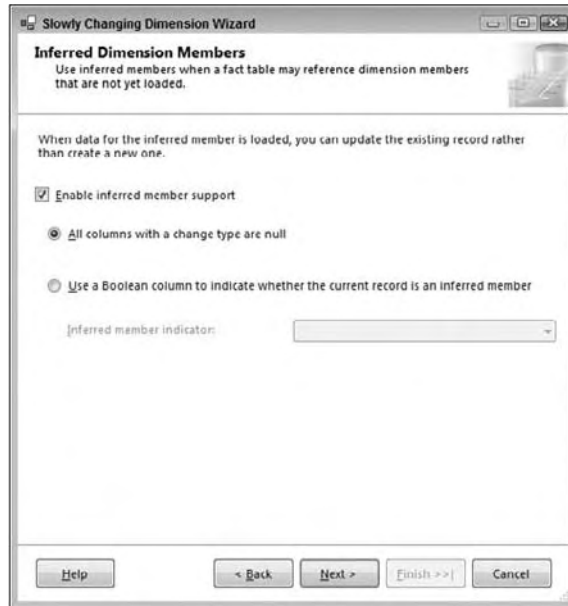 Slowly Changing Dimension Wizard
Inferred Dimension Members
Use inferred members when a fact table may reference dimension members
that are not yet loaded.
When data for the inferred member is loaded, you can update the existing record rather
than create a new one.
Enable inferred member support
All columns with a change type are null
Use a Boolean column to indicate whether the current record is an inferred member
Inferred member indicator:
Help
< Back
Next >
Finish >>|
Cancel